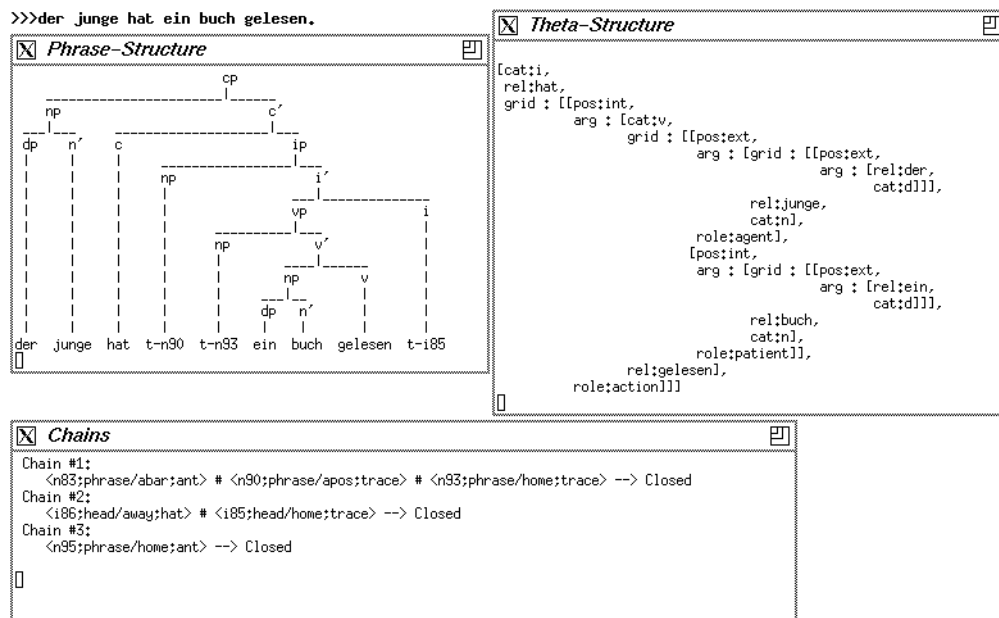 >>>der junge hat ein buch gelesen.
Phrase-Structure
cp
np c´
dp n´ c ip
np i´
vp i
np v´
np v
dp n´
der junge hat t-n90 t-n93 ein buch gelesen t-i85
Theta-Structure
[cat:i,
rel:hat,
grid : [[pos:int,
arg : [cat:v,
grid : [[pos:ext,
arg : [grid : [[pos:ext,
arg : [rel:der,
cat:d]]],
rel:junge,
cat:n],
role:agent],
[pos:int,
arg : [grid : [[pos:ext,
arg : [rel:ein,
cat:d]]],
rel:buch,
cat:n],
role:patient]],
rel:gelesen],
role:action]]]
Chains
Chain #1:
<n83;phrase/abar;ant> # <n90;phrase/apos;trace> # <n93;phrase/home;trace> --> Closed
Chain #2:
<i86;head/away;hat> # <i85;head/home;trace> --> Closed
Chain #3:
<n95;phrase/home;ant> --> Closed